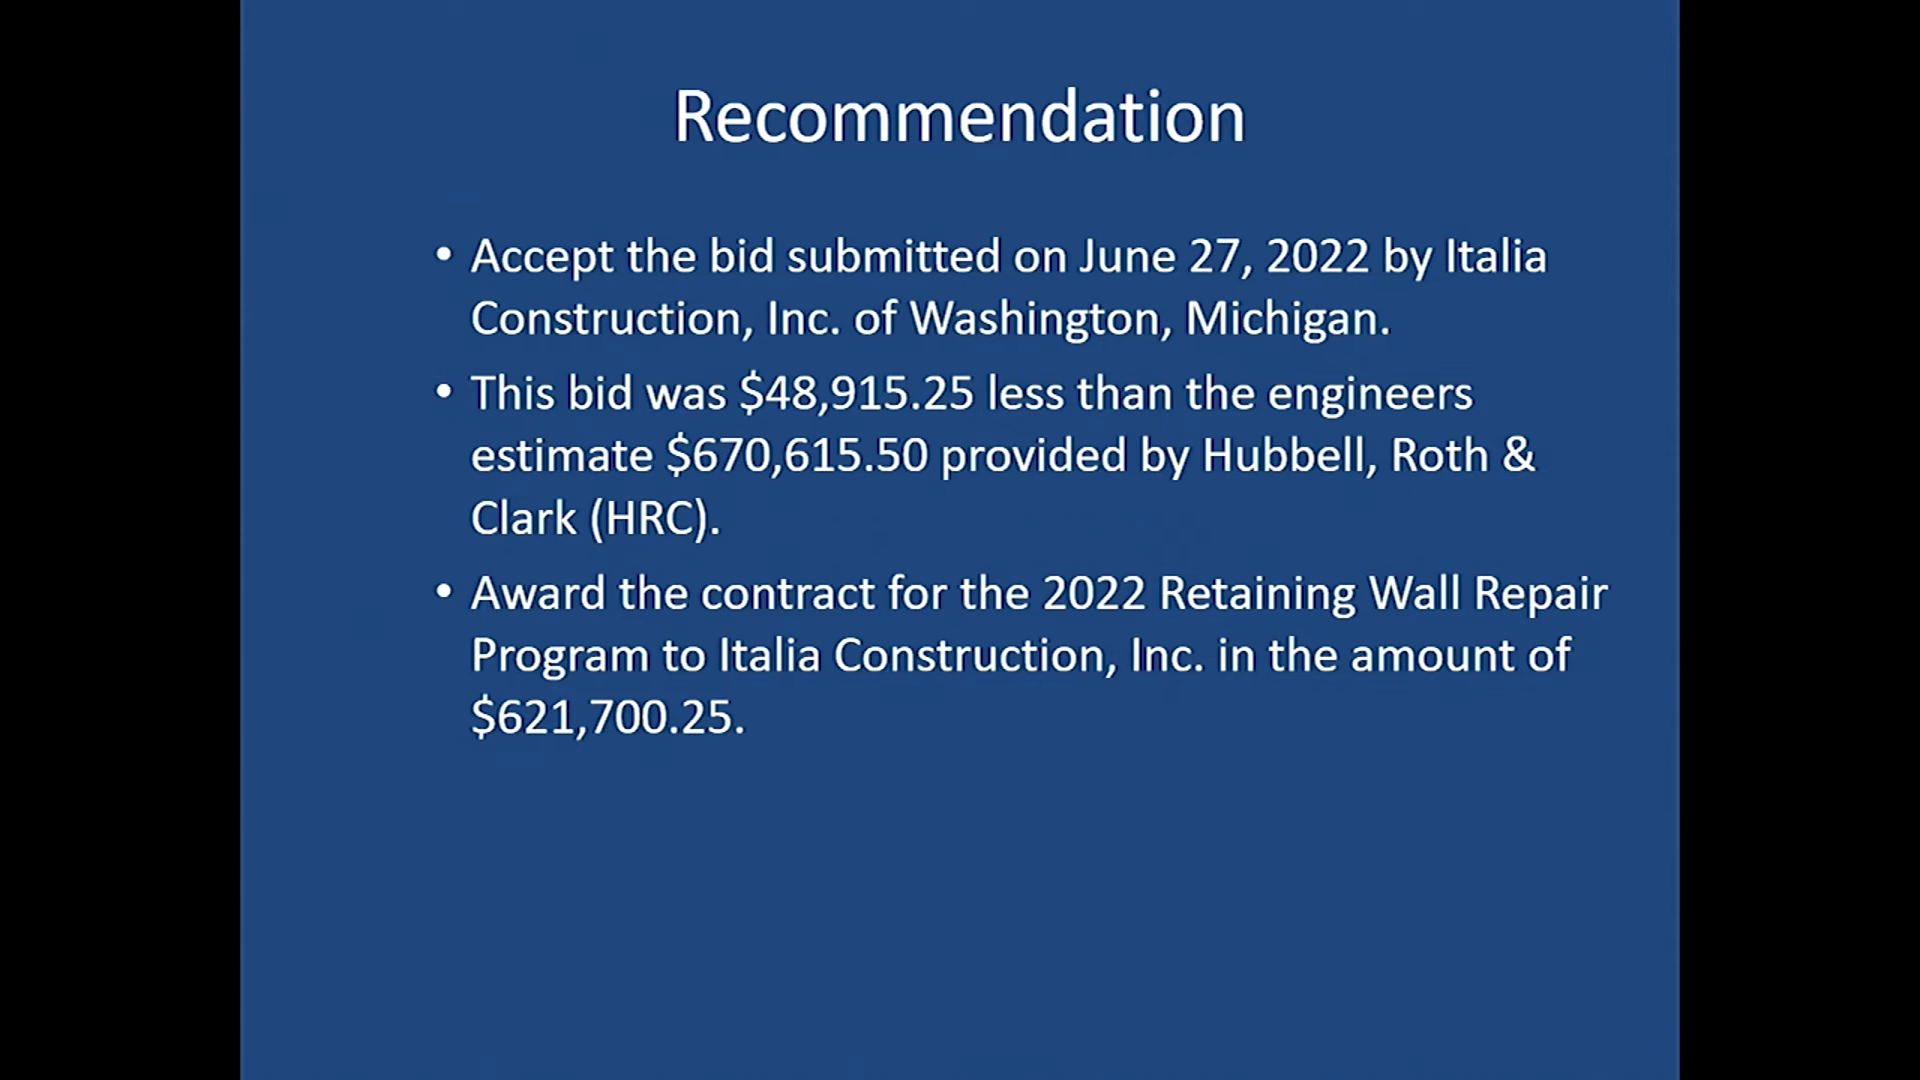 Recommendation
• Accept the bid submitted on June 27, 2022 by Italia
Construction, Inc. of Washington, Michigan.
• This bid was $48,915.25 less than the engineers
estimate $670,615.50 provided by Hubbell, Roth &
Clark (HRC).
• Award the contract for the 2022 Retaining Wall Repair
Program to Italia Construction, Inc. in the amount of
$621,700.25.